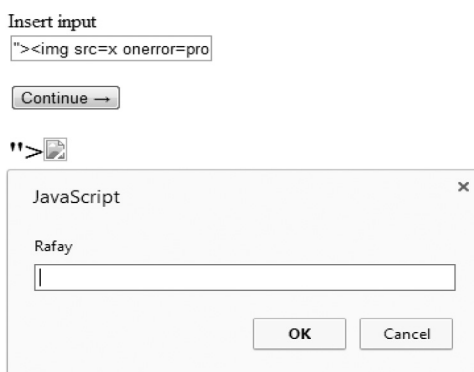 Insert input
"><img src=x onerror=pro
Continue →
">
JavaScript
×
Rafay
OK Cancel